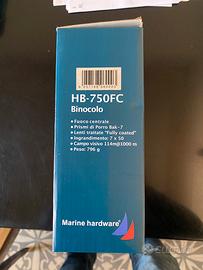 HB-750FC
Binocolo
• Fuoco centrale
• Prismi di Porro Bak-7
• Lenti trattate "Fully coated"
• Ingrandimento: 7 x 50
• Campo visivo 114m@1000 m
• Peso: 796 g
Marine hardware